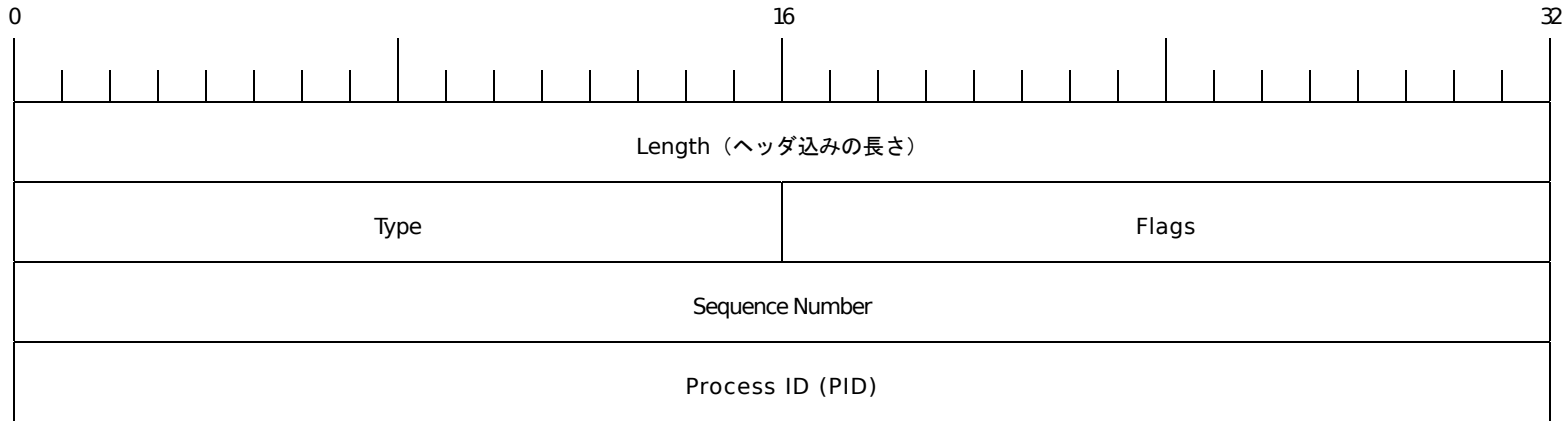 0 16 32
Length（ヘッダ込みの長さ）
Type Flags
Sequence Number
Process ID (PID)